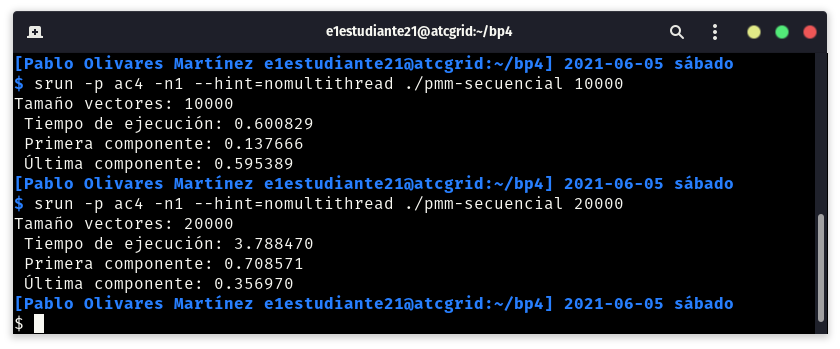 e1estudiante21@atcgrid:~/bp4
[Pablo Olivares Martínez e1estudiante21@atcgrid:~/bp4] 2021-06-05 sábado
$ srun -p ac4 -n1 --hint=nomultithread ./pmm-secuencial 10000
Tamaño vectores: 10000
Tiempo de ejecución: 0.600829
Primera componente: 0.137666
Última componente: 0.595389
[Pablo Olivares Martínez e1estudiante21@atcgrid:~/bp4] 2021-06-05 sábado
$ srun -p ac4 -n1 --hint=nomultithread ./pmm-secuencial 20000
Tamaño vectores: 20000
Tiempo de ejecución: 3.788470
Primera componente: 0.708571
Última componente: 0.356970
[Pablo Olivares Martínez e1estudiante21@atcgrid:~/bp4] 2021-06-05 sábado
$